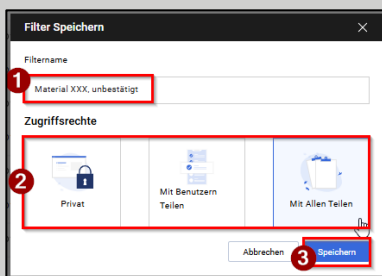 Filter Speichern
Filtername
1
Material XXX, unbestätigt
Zugriffsrechte
2
Privat
Mit Benutzern
Teilen
Mit Allen Teilen
Abbrechen
3
Speichern